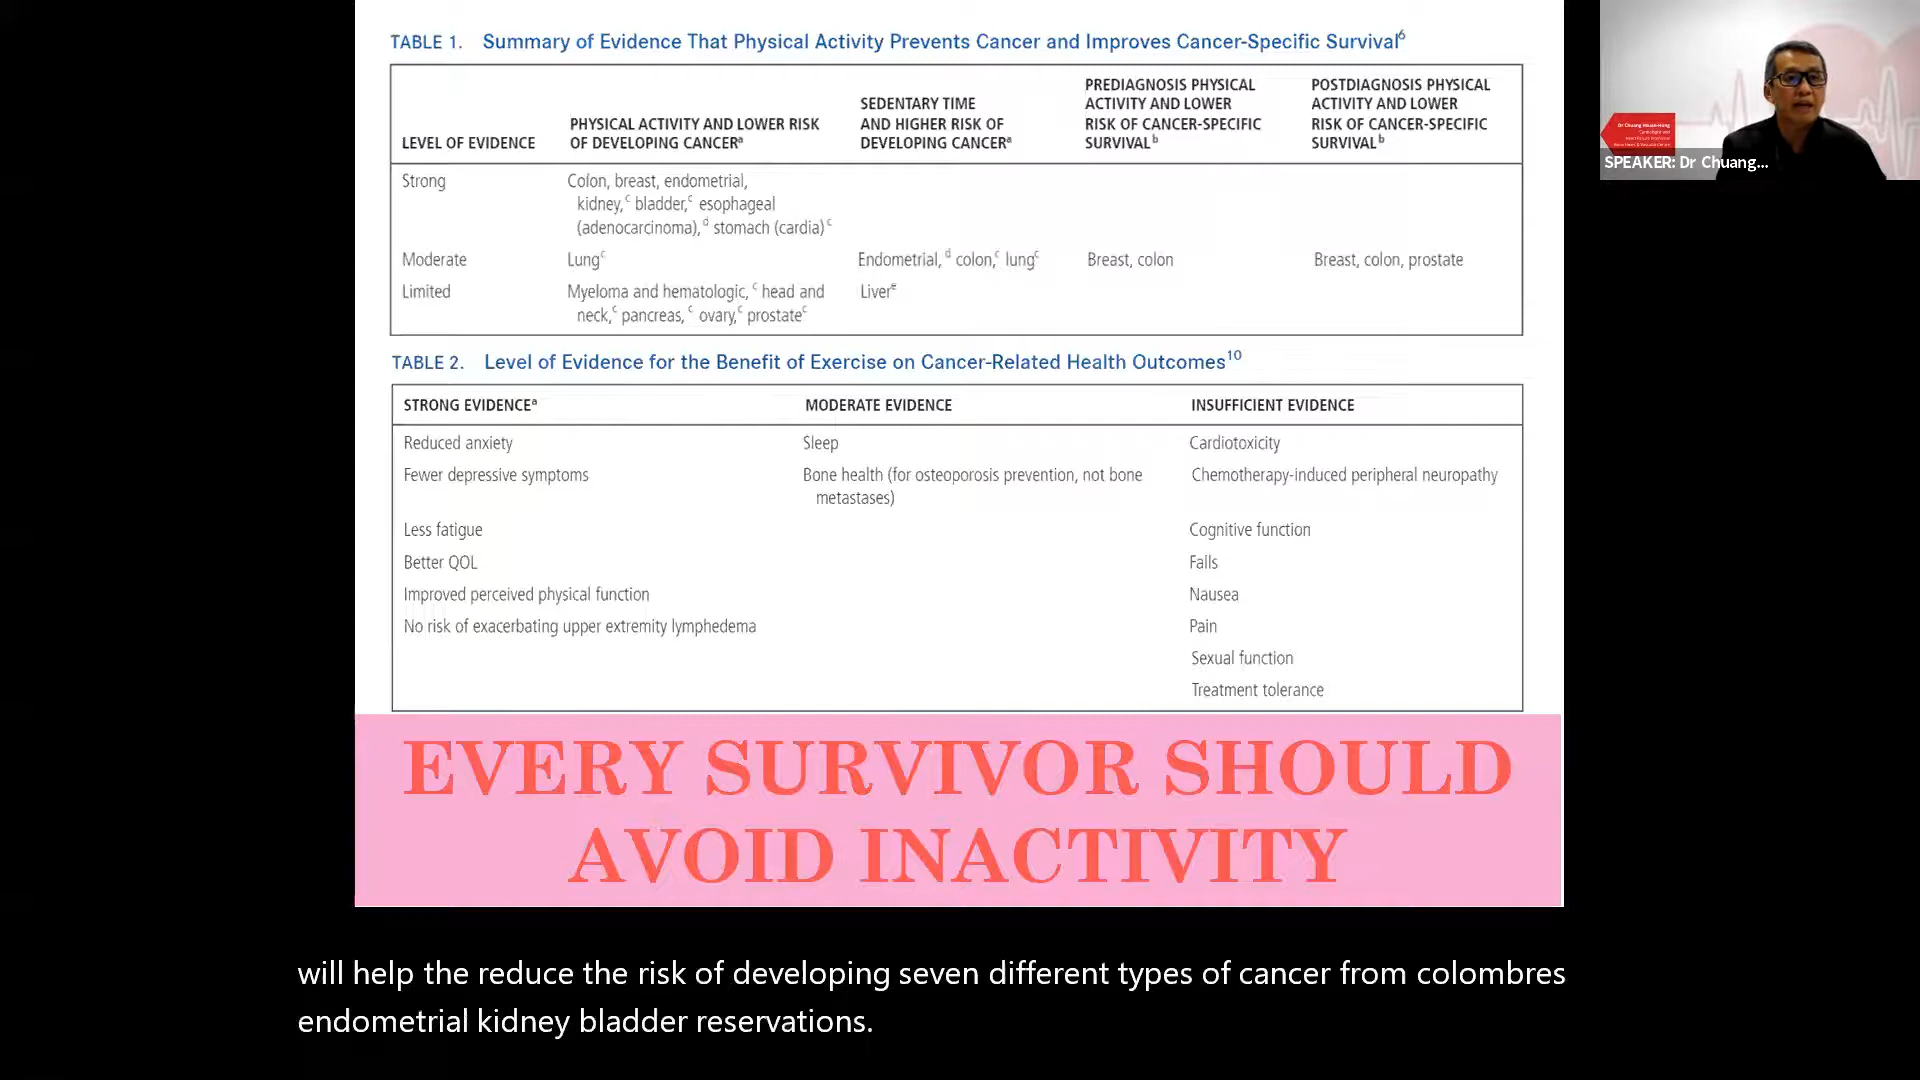 TABLE 1. Summary of Evidence That Physical Activity Prevents Cancer and Improves Cancer-Specific Survival6
LEVEL OF EVIDENCE
PHYSICAL ACTIVITY AND LOWER RISK
OF DEVELOPING CANCERa
SEDENTARY TIME
AND HIGHER RISK OF
DEVELOPING CANCERa
PREDIAGNOSIS PHYSICAL
ACTIVITY AND LOWER
RISK OF CANCER-SPECIFIC
SURVIVALb
POSTDIAGNOSIS PHYSICAL
ACTIVITY AND LOWER
RISK OF CANCER-SPECIFIC
SURVIVALb
Strong
Colon, breast, endometrial,
kidney,c bladder,c esophageal
(adenocarcinoma),d stomach (cardia)c
Moderate
Lungc
Endometrial,d colon,c lungc
Breast, colon
Breast, colon, prostate
Limited
Myeloma and hematologic,c head and
neck,c pancreas,c ovary,c prostatec
Livere
TABLE 2. Level of Evidence for the Benefit of Exercise on Cancer-Related Health Outcomes10
STRONG EVIDENCEa
MODERATE EVIDENCE
INSUFFICIENT EVIDENCE
Reduced anxiety
Sleep
Cardiotoxicity
Fewer depressive symptoms
Bone health (for osteoporosis prevention, not bone
metastases)
Chemotherapy-induced peripheral neuropathy
Less fatigue
Cognitive function
Better QOL
Falls
Improved perceived physical function
Nausea
No risk of exacerbating upper extremity lymphedema
Pain
Sexual function
Treatment tolerance
EVERY SURVIVOR SHOULD
AVOID INACTIVITY
Dr Chuang Hsuan-Hung
SPEAKER: Dr Chuang...
will help the reduce the risk of developing seven different types of cancer from colombres
endometrial kidney bladder reservations.